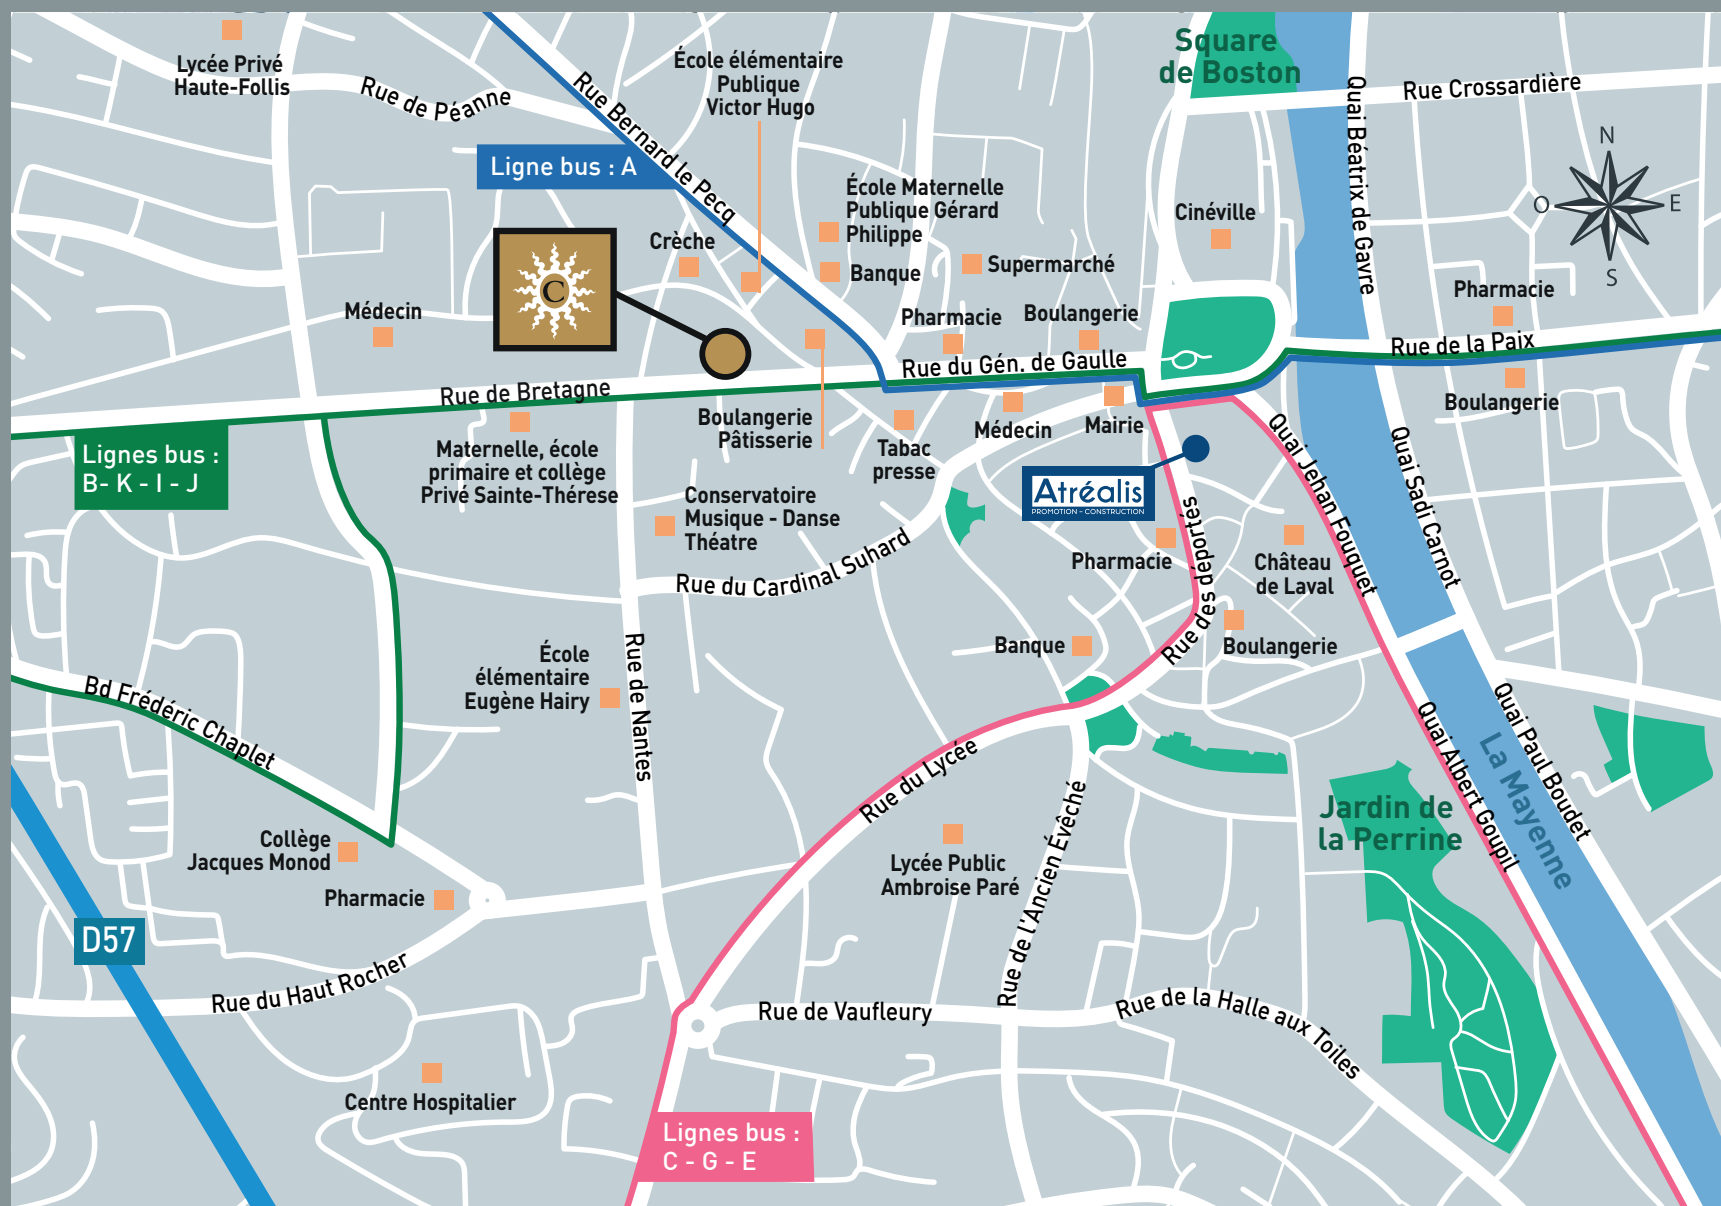 Lycée Privé
Haute-Follis
Rue de Péanne
Rue Bernard le Pecq
École élémentaire
Publique
Victor Hugo
Square
de Boston
Quai Béatrix de Gavre
Rue Crossardière
N
O
E
S
Ligne bus : A
École Maternelle
Publique Gérard
Philippe
Cinéville
Crèche
Banque
Supermarché
C
Médecin
Pharmacie
Boulangerie
Pharmacie
Rue du Gén. de Gaulle
Rue de la Paix
Rue de Bretagne
Boulangerie
Boulangerie
Pâtisserie
Tabac
presse
Médecin
Mairie
Lignes bus :
B- K - I - J
Maternelle, école
primaire et collège
Privé Sainte-Thérese
Conservatoire
Musique - Danse
Théatre
Atréalis
PROMOTION - CONSTRUCTION
Quai Jehan Fouquet
Quai Sadi Carnot
Rue du Cardinal Suhard
Pharmacie
Rue des déportés
Château
de Laval
Banque
Boulangerie
École
élémentaire
Eugène Hairy
Rue de Nantes
Bd Frédéric Chaplet
Rue du Lycée
Quai Albert Goupil
La Mayenne
Quai Paul Boudet
Jardin de
la Perrine
Collège
Jacques Monod
Pharmacie
Lycée Public
Ambroise Paré
Rue de l'Ancien Évêché
D57
Rue du Haut Rocher
Rue de Vaufleury
Rue de la Halle aux Toiles
Centre Hospitalier
Lignes bus :
C - G - E